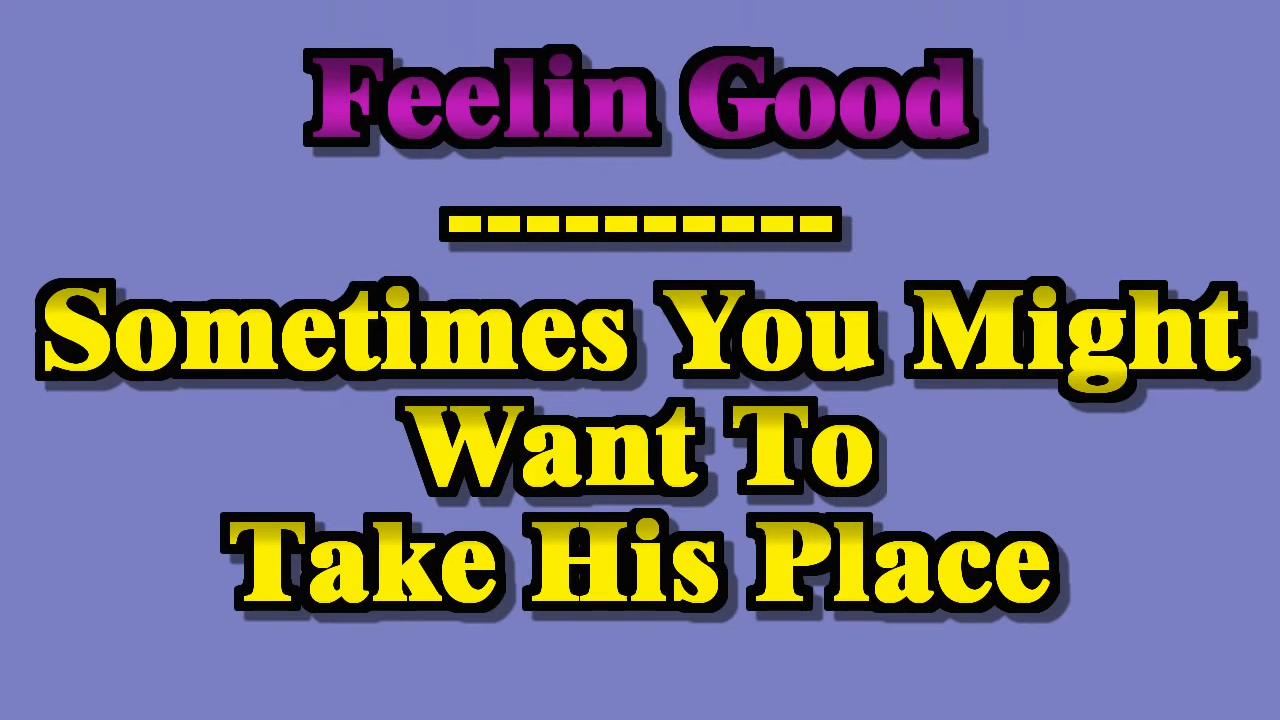 Feelin Good
----------
Sometimes You Might
Want To
Take His Place